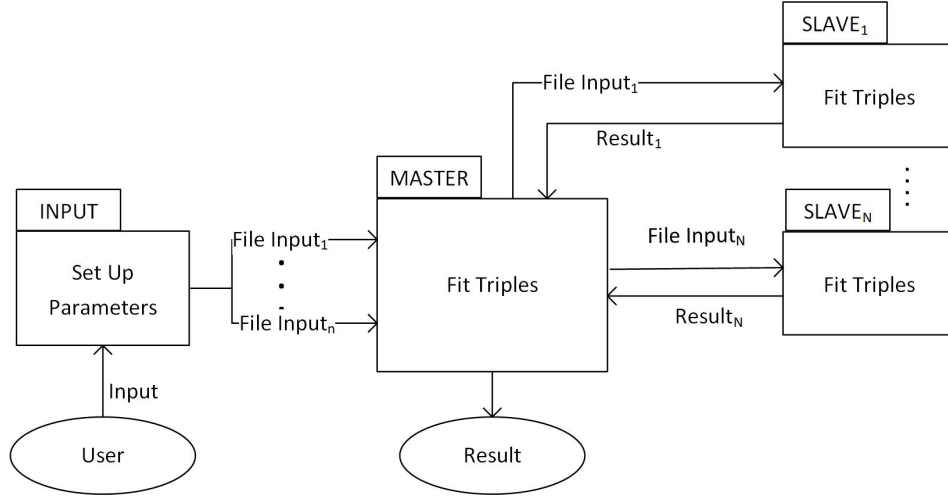 SLAVE₁
File Input₁
Fit Triples
Result₁
MASTER
INPUT
SLAVEₙ
File Input₁
File Inputₙ
Set Up
Parameters
Fit Triples
Fit Triples
File Inputₙ
Resultₙ
Input
User
Result